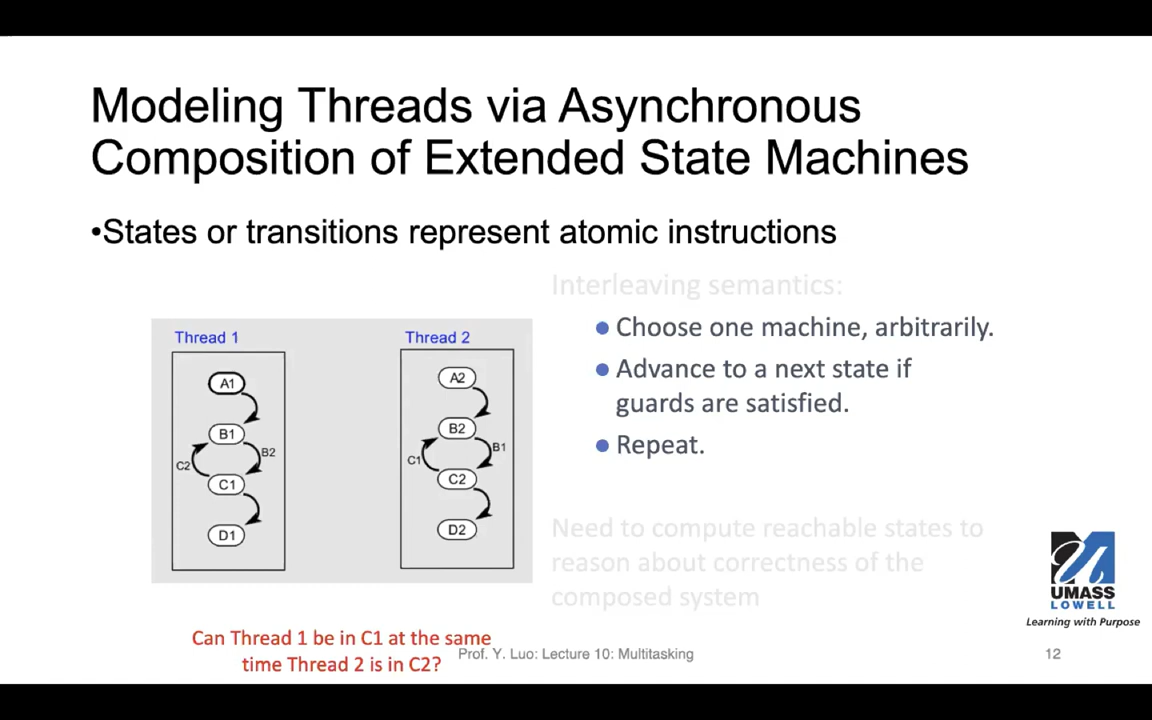 Modeling Threads via Asynchronous
Composition of Extended State Machines
•States or transitions represent atomic instructions
Interleaving semantics:
● Choose one machine, arbitrarily.
● Advance to a next state if
guards are satisfied.
● Repeat.
Need to compute reachable states to
reason about correctness of the
composed system
Thread 1
A1
B1
B2
C2
C1
D1
Thread 2
A2
B2
B1
C1
C2
D2
Can Thread 1 be in C1 at the same
time Thread 2 is in C2?
Prof. Y. Luo: Lecture 10: Multitasking
12
UMASS
LOWELL
Learning with Purpose